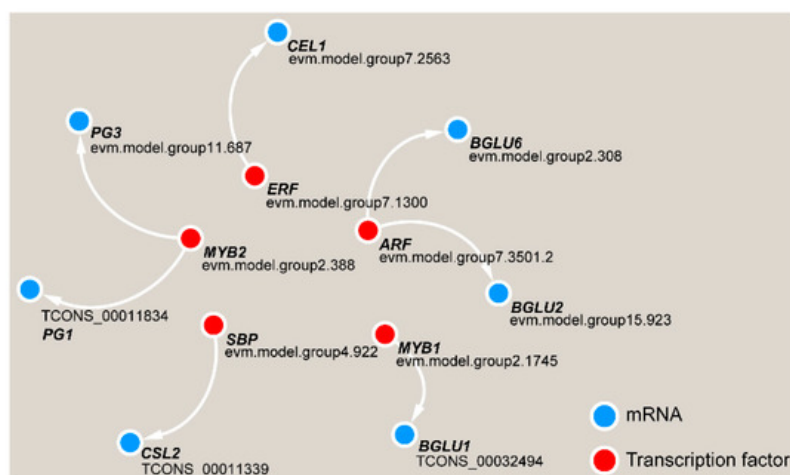 CEL1
evm.model.group7.2563
PG3
evm.model.group11.687
BGLU6
evm.model.group2.308
ERF
evm.model.group7.1300
MYB2
evm.model.group2.388
ARF
evm.model.group7.3501.2
TCONS_00011834
PG1
BGLU2
evm.model.group15.923
SBP
evm.model.group4.922
MYB1
evm.model.group2.1745
CSL2
TCONS_00011339
BGLU1
TCONS_00032494
mRNA
Transcription factor